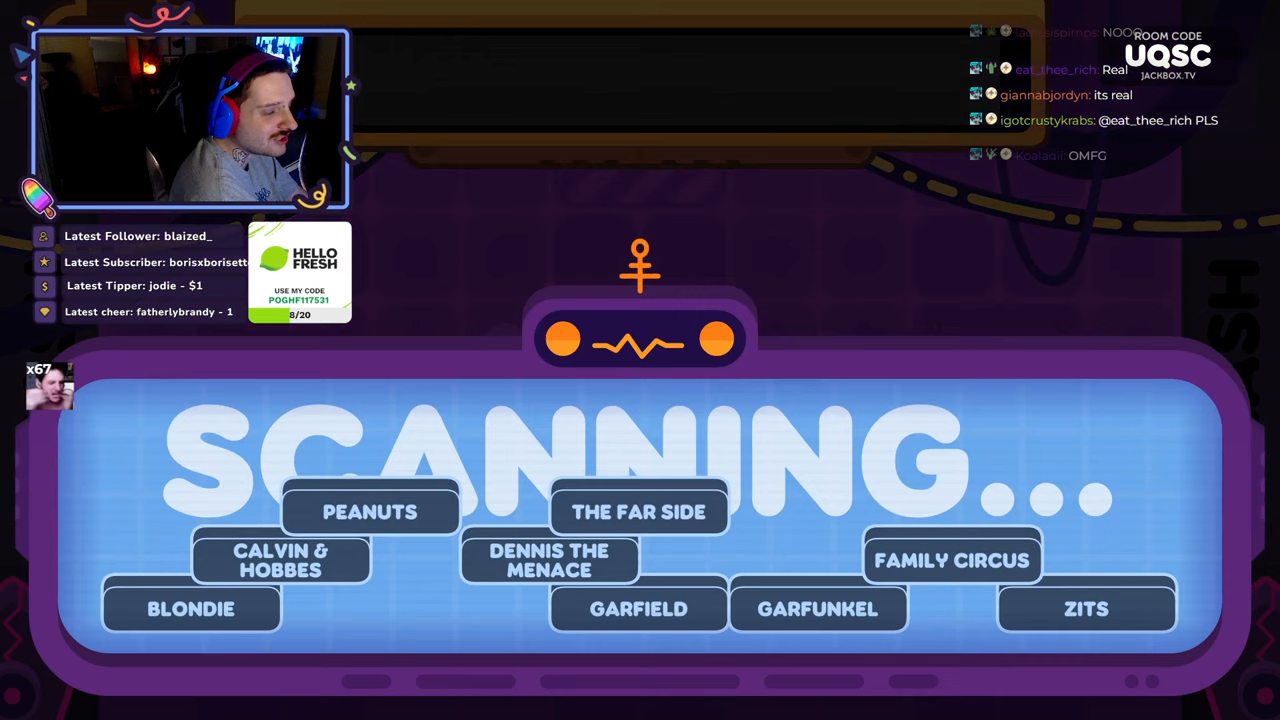 ROOM CODE
UQSC
JACKBOX.TV
NOOO
eat_thee_rich: Real
giannabjordyn: its real
igotcrustykrabs: @eat_thee_rich PLS
Koaladii: OMFG
Latest Follower: blaized_
Latest Subscriber: borisxborisett
Latest Tipper: jodie - $1
Latest cheer: fatherlybrandy - 1
HELLO
FRESH
USE MY CODE
POGHF117531
8/20
x67
SCANNING...
PEANUTS
THE FAR SIDE
CALVIN &
HOBBES
DENNIS THE
MENACE
FAMILY CIRCUS
BLONDIE
GARFIELD
GARFUNKEL
ZITS